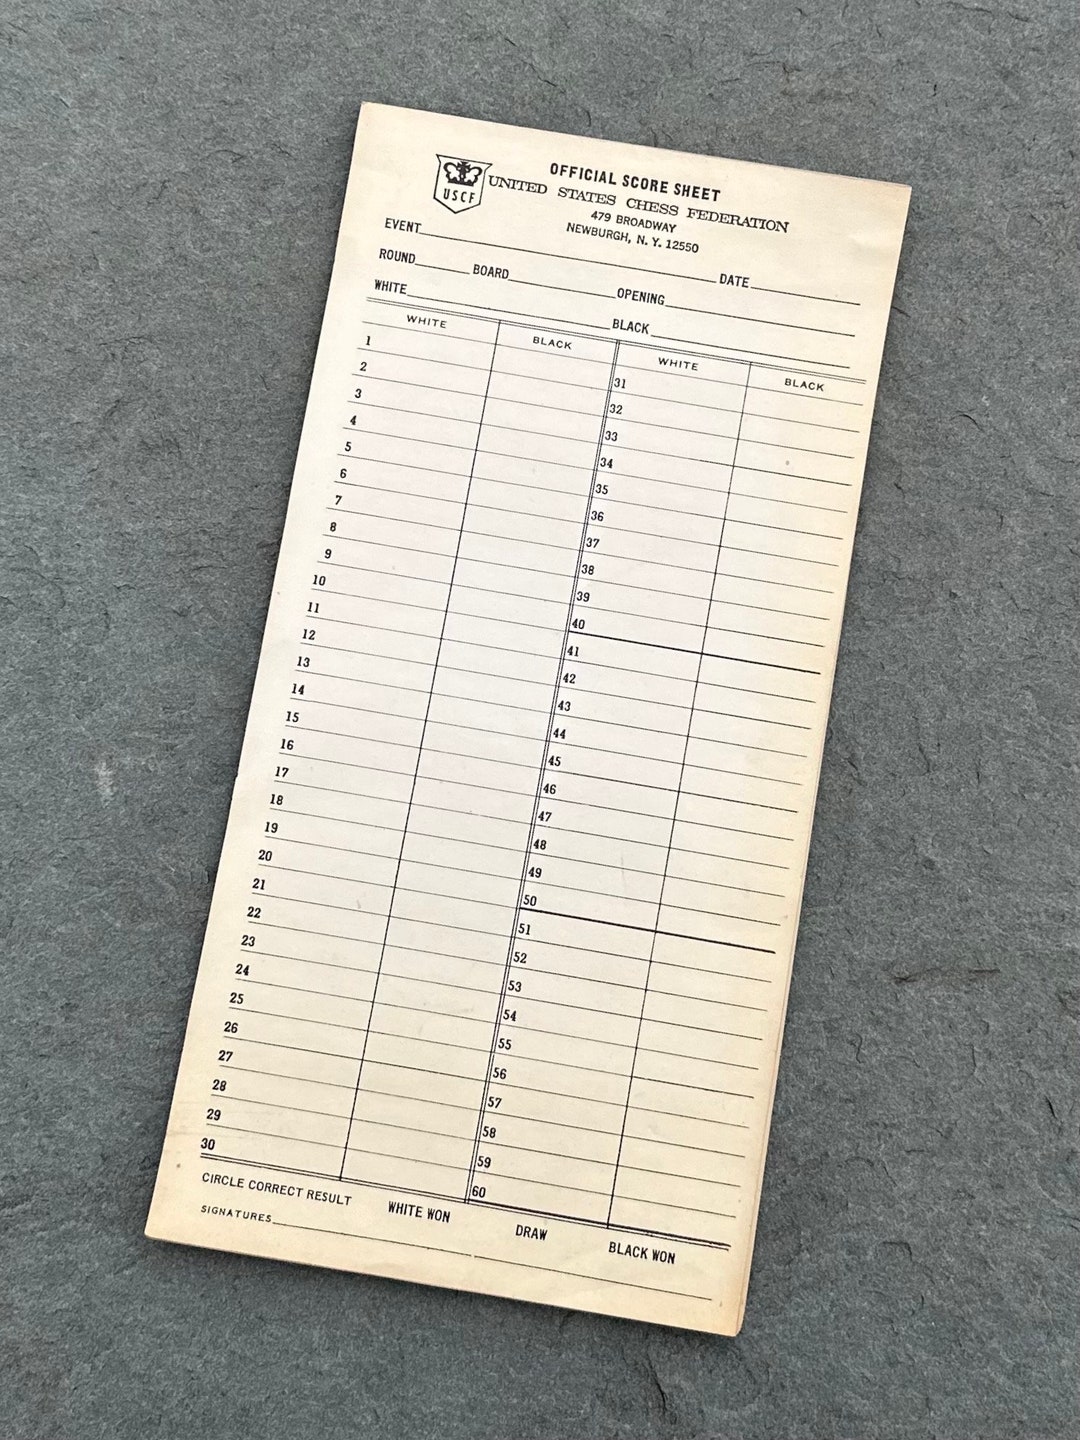 USCF
OFFICIAL SCORE SHEET
UNITED STATES CHESS FEDERATION
479 BROADWAY
NEWBURGH, N. Y. 12550
EVENT DATE
ROUND BOARD OPENING
WHITE BLACK
WHITE BLACK WHITE BLACK
1 31
2 32
3 33
4 34
5 35
6 36
7 37
8 38
9 39
10 40
11 41
12 42
13 43
14 44
15 45
16 46
17 47
18 48
19 49
20 50
21 51
22 52
23 53
24 54
25 55
26 56
27 57
28 58
29 59
30 60
CIRCLE CORRECT RESULT WHITE WON DRAW BLACK WON
SIGNATURES